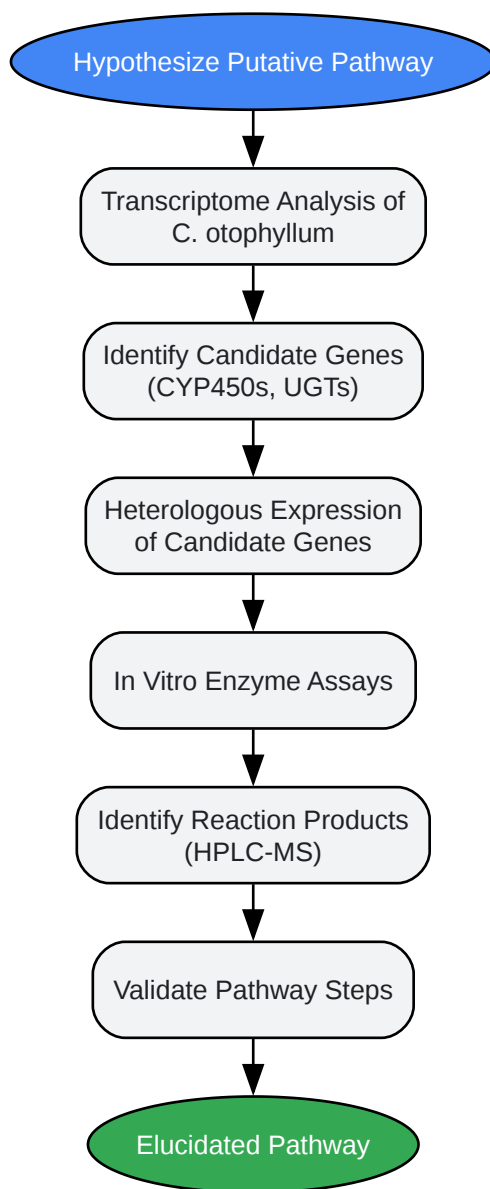 Hypothesize Putative Pathway
Transcriptome Analysis of
C. otophyllum
Identify Candidate Genes
(CYP450s, UGTs)
Heterologous Expression
of Candidate Genes
In Vitro Enzyme Assays
Identify Reaction Products
(HPLC-MS)
Validate Pathway Steps
Elucidated Pathway